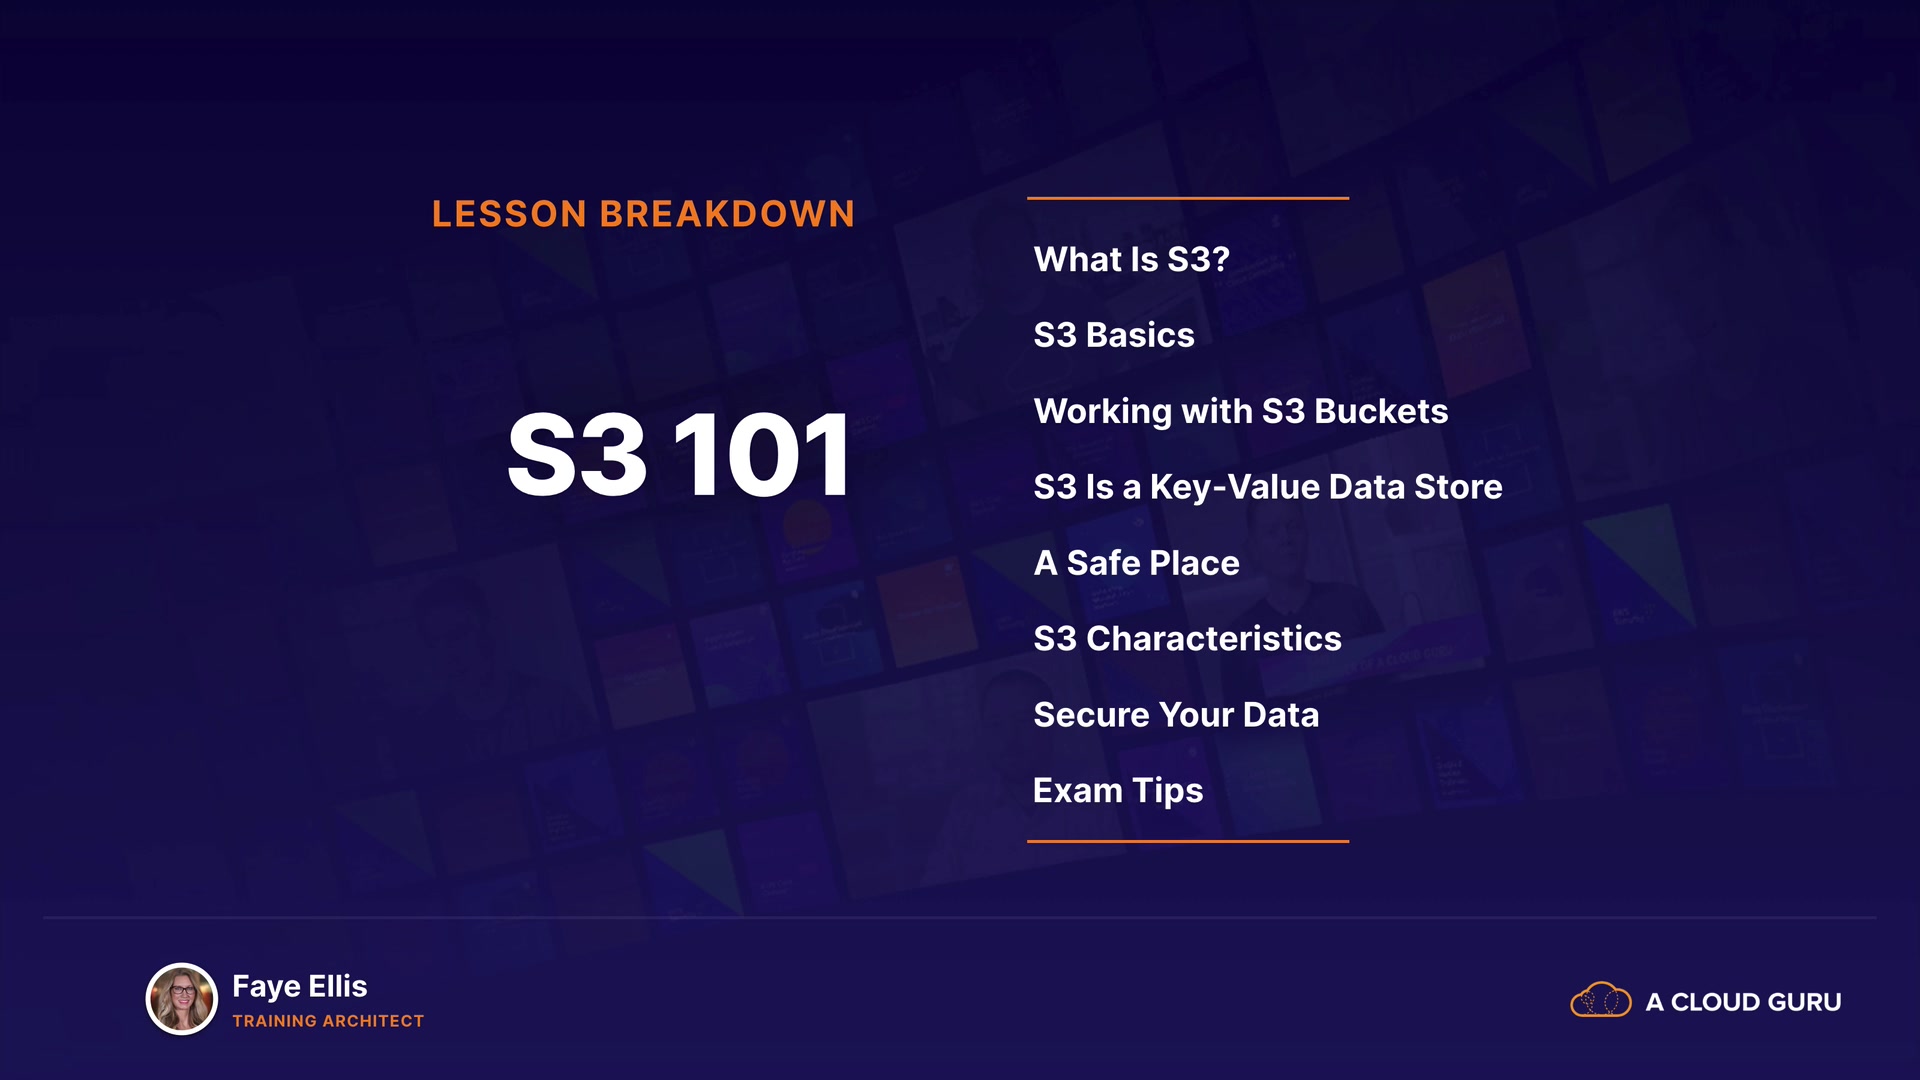 LESSON BREAKDOWN
S3 101
What Is S3?
S3 Basics
Working with S3 Buckets
S3 Is a Key-Value Data Store
A Safe Place
S3 Characteristics
Secure Your Data
Exam Tips
Faye Ellis
TRAINING ARCHITECT
A CLOUD GURU